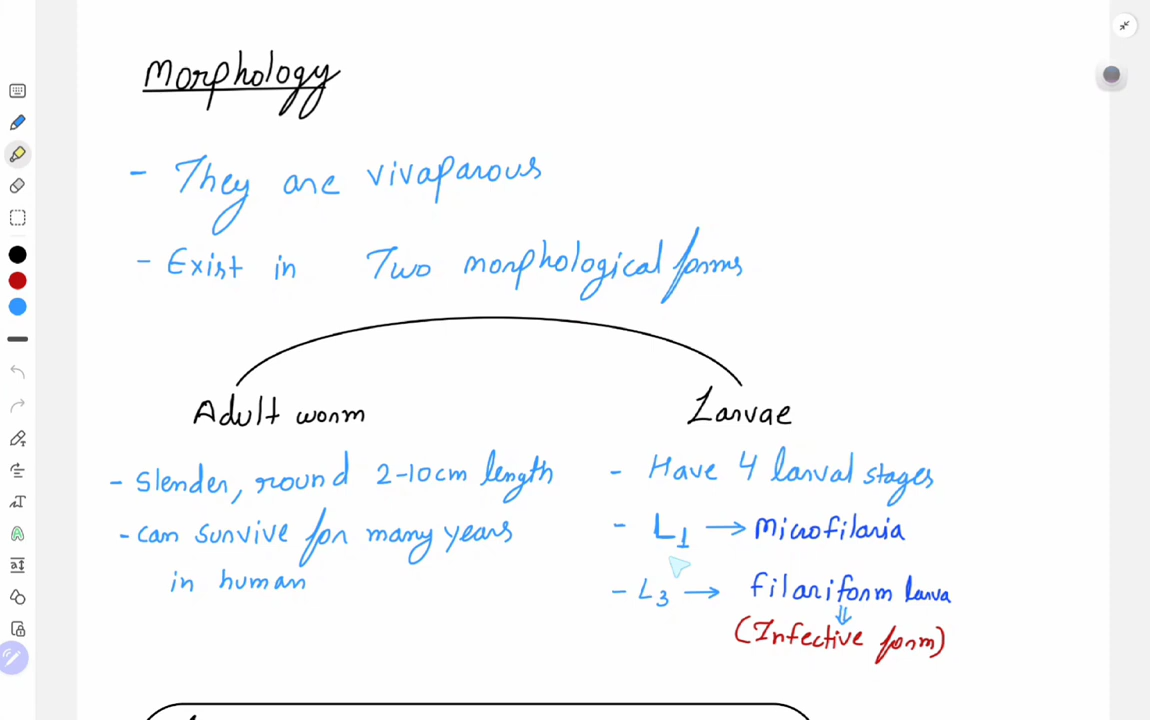 Morphology
- They are vivaparous
- Exist in Two morphological forms
Adult worm
- Slender, round 2-10cm length
- can survive for many years
in human
Larvae
- Have 4 larval stages
- L1 → Microfilaria
- L3 → filariform larva
(Infective form)